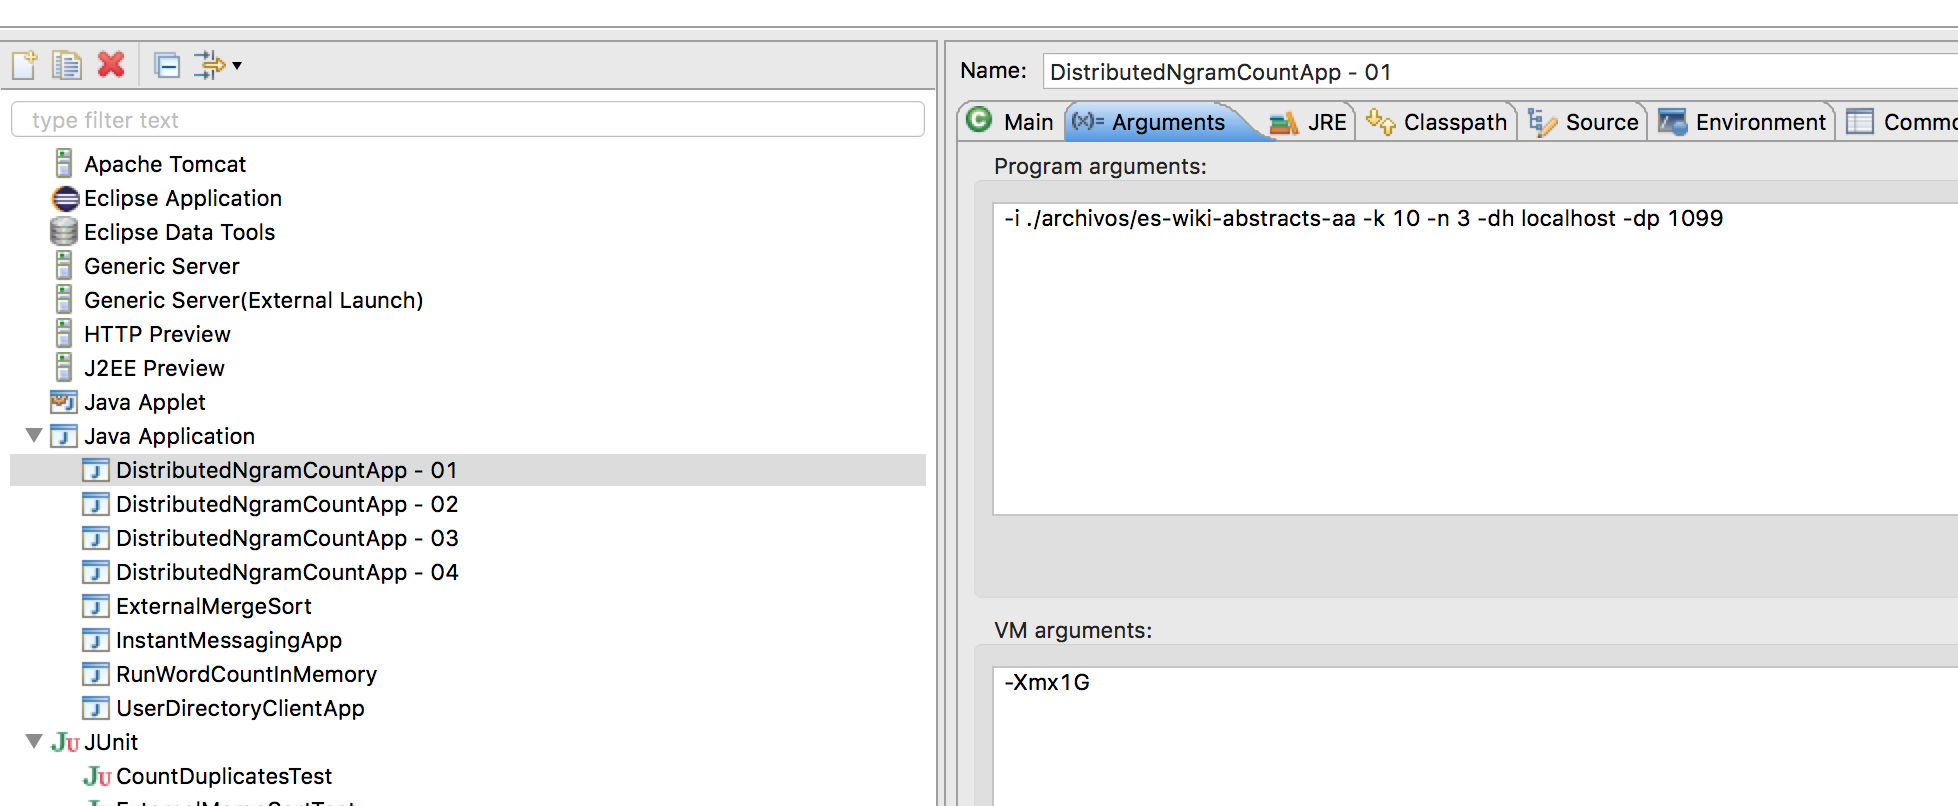 type filter text
Apache Tomcat
Eclipse Application
Eclipse Data Tools
Generic Server
Generic Server(External Launch)
HTTP Preview
J2EE Preview
Java Applet
Java Application
DistributedNgramCountApp - 01
DistributedNgramCountApp - 02
DistributedNgramCountApp - 03
DistributedNgramCountApp - 04
ExternalMergeSort
InstantMessagingApp
RunWordCountInMemory
UserDirectoryClientApp
JUnit
CountDuplicatesTest
ExternalMergeSortTest
Name: DistributedNgramCountApp - 01
Main (x)= Arguments JRE Classpath Source Environment Commo
Program arguments:
-i ./archivos/es-wiki-abstracts-aa -k 10 -n 3 -dh localhost -dp 1099
VM arguments:
-Xmx1G